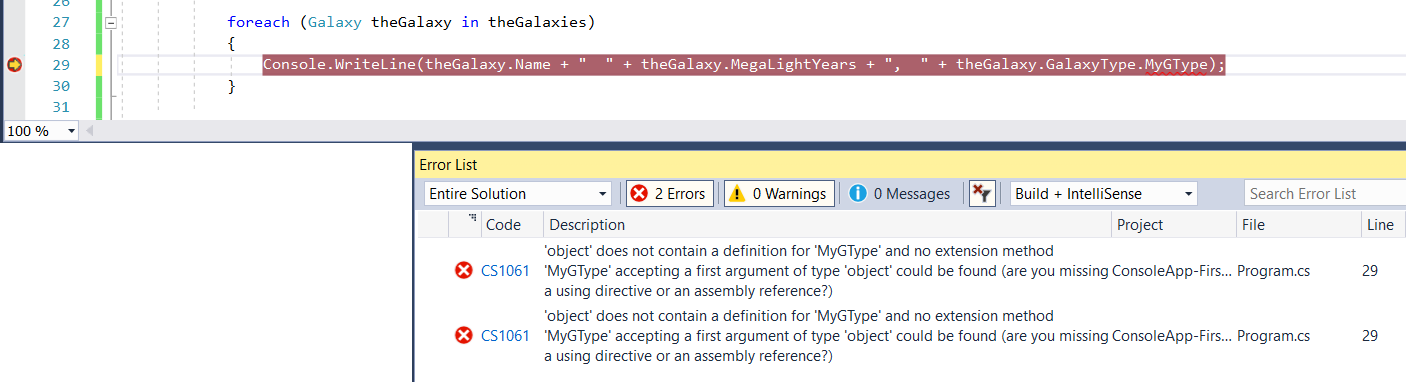 26
27 foreach (Galaxy theGalaxy in theGalaxies)
28 {
29 Console.WriteLine(theGalaxy.Name + "  " + theGalaxy.MegaLightYears + ",  " + theGalaxy.GalaxyType.MyGType);
30 }
31
100 %
Error List
Entire Solution 2 Errors 0 Warnings 0 Messages Build + IntelliSense Search Error List
Code Description Project File Line
'object' does not contain a definition for 'MyGType' and no extension method
CS1061 'MyGType' accepting a first argument of type 'object' could be found (are you missing ConsoleApp-Firs... Program.cs 29
a using directive or an assembly reference?)
'object' does not contain a definition for 'MyGType' and no extension method
CS1061 'MyGType' accepting a first argument of type 'object' could be found (are you missing ConsoleApp-Firs... Program.cs 29
a using directive or an assembly reference?)